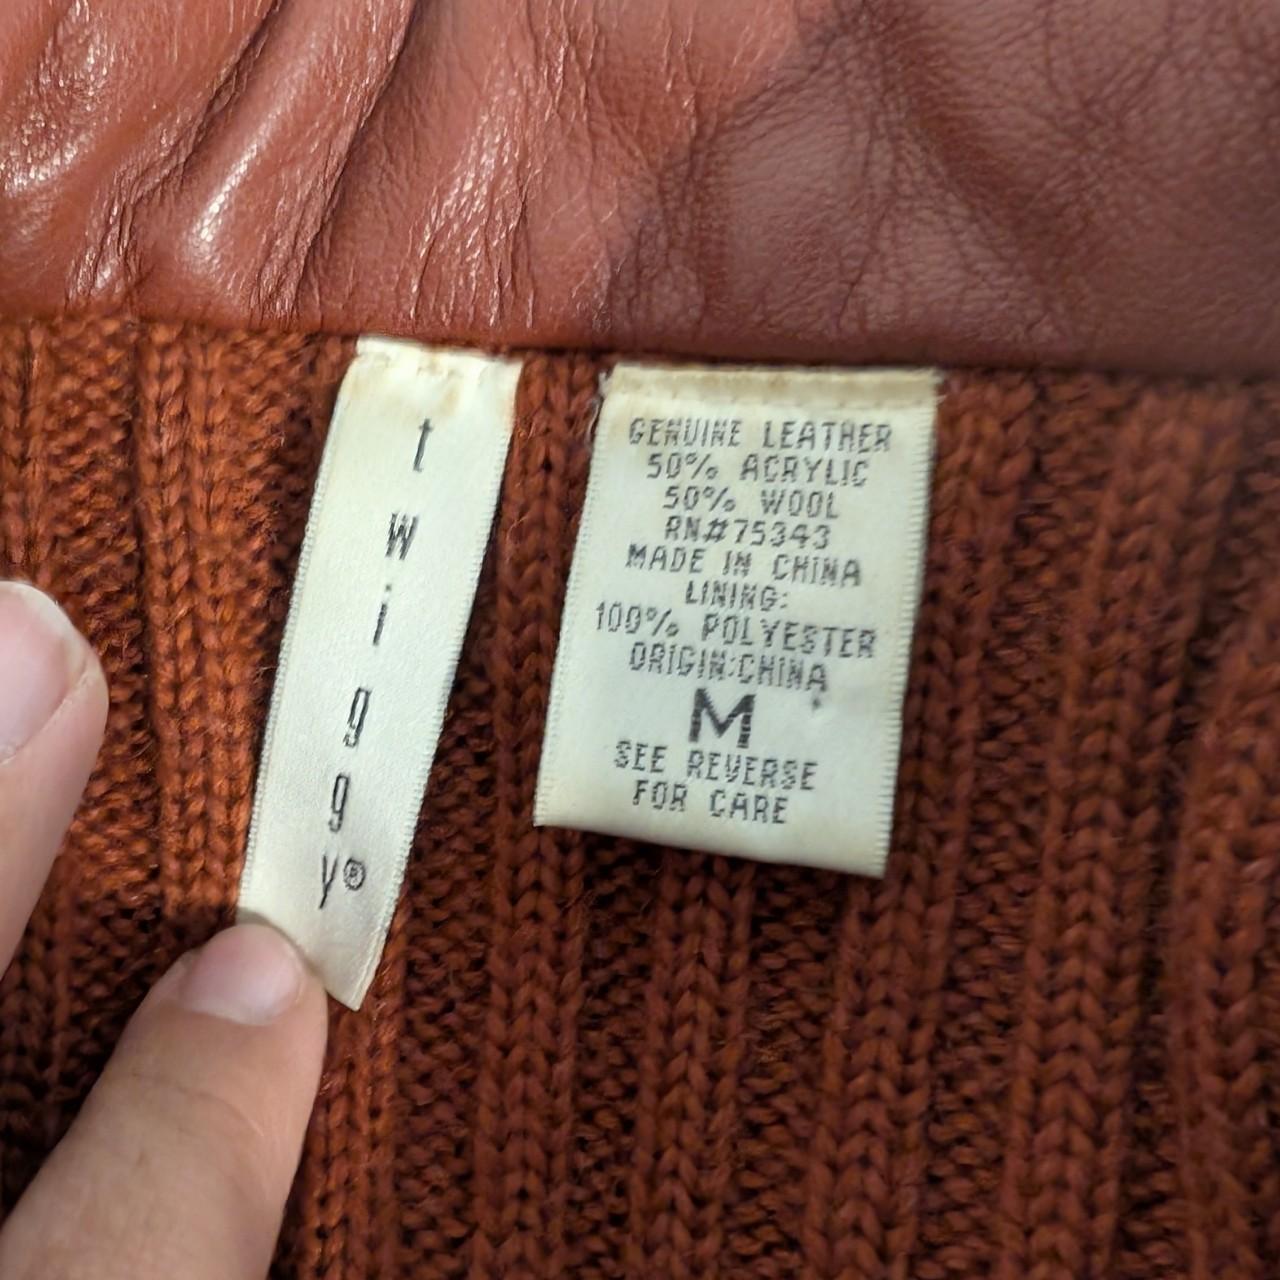 twiggy®
GENUINE LEATHER
50% ACRYLIC
50% WOOL
RN#75343
MADE IN CHINA
LINING:
100% POLYESTER
ORIGIN:CHINA
M
SEE REVERSE
FOR CARE